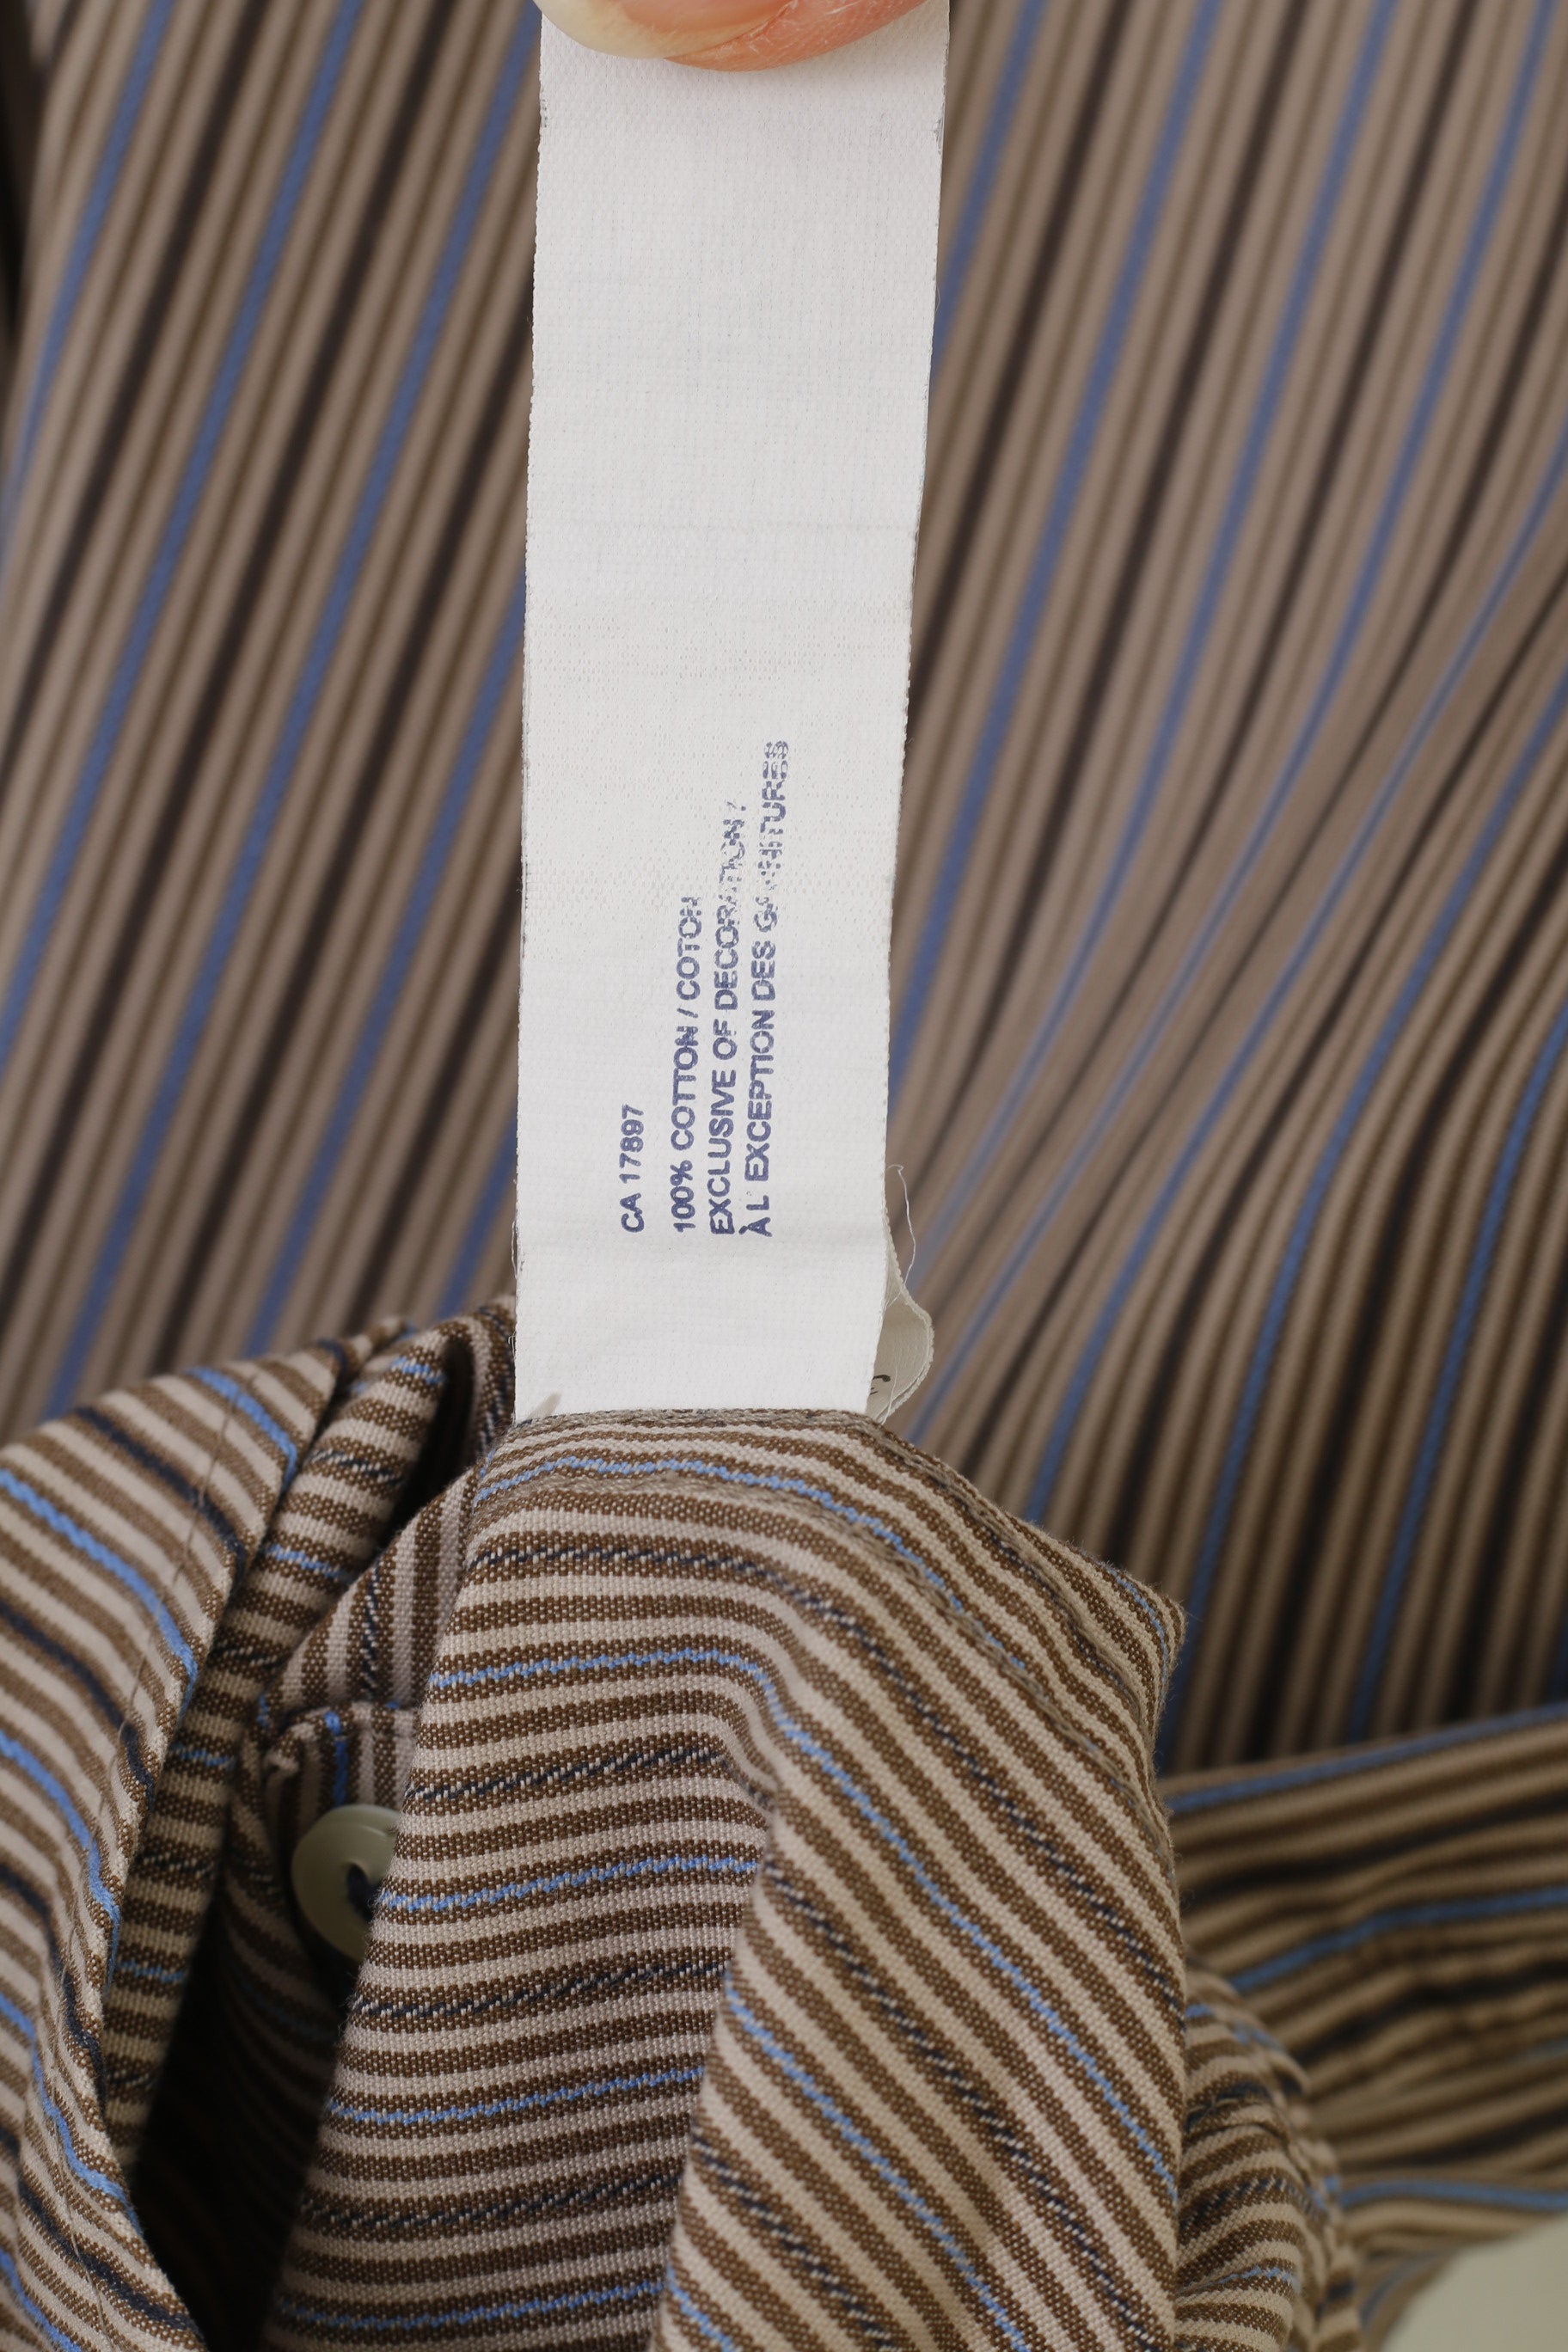 CA 17897
100% COTTON / COTON
EXCLUSIVE OF DECORATION /
À L' EXCEPTION DES GARNITURES